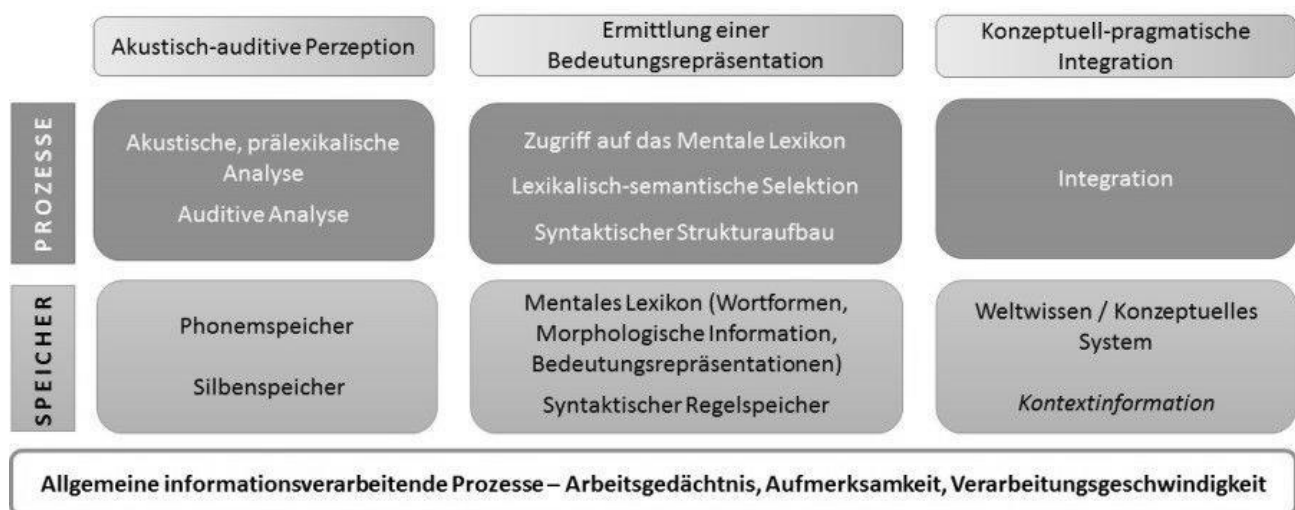 Akustisch-auditive Perzeption
Ermittlung einer
Bedeutungsrepräsentation
Konzeptuell-pragmatische
Integration
PROZESSE
Akustische, prälexikalische
Analyse
Auditive Analyse
Zugriff auf das Mentale Lexikon
Lexikalisch-semantische Selektion
Syntaktischer Strukturaufbau
Integration
SPEICHER
Phonemspeicher
Silbenspeicher
Mentales Lexikon (Wortformen,
Morphologische Information,
Bedeutungsrepräsentationen)
Syntaktischer Regelspeicher
Weltwissen / Konzeptuelles
System
Kontextinformation
Allgemeine informationsverarbeitende Prozesse – Arbeitsgedächtnis, Aufmerksamkeit, Verarbeitungsgeschwindigkeit